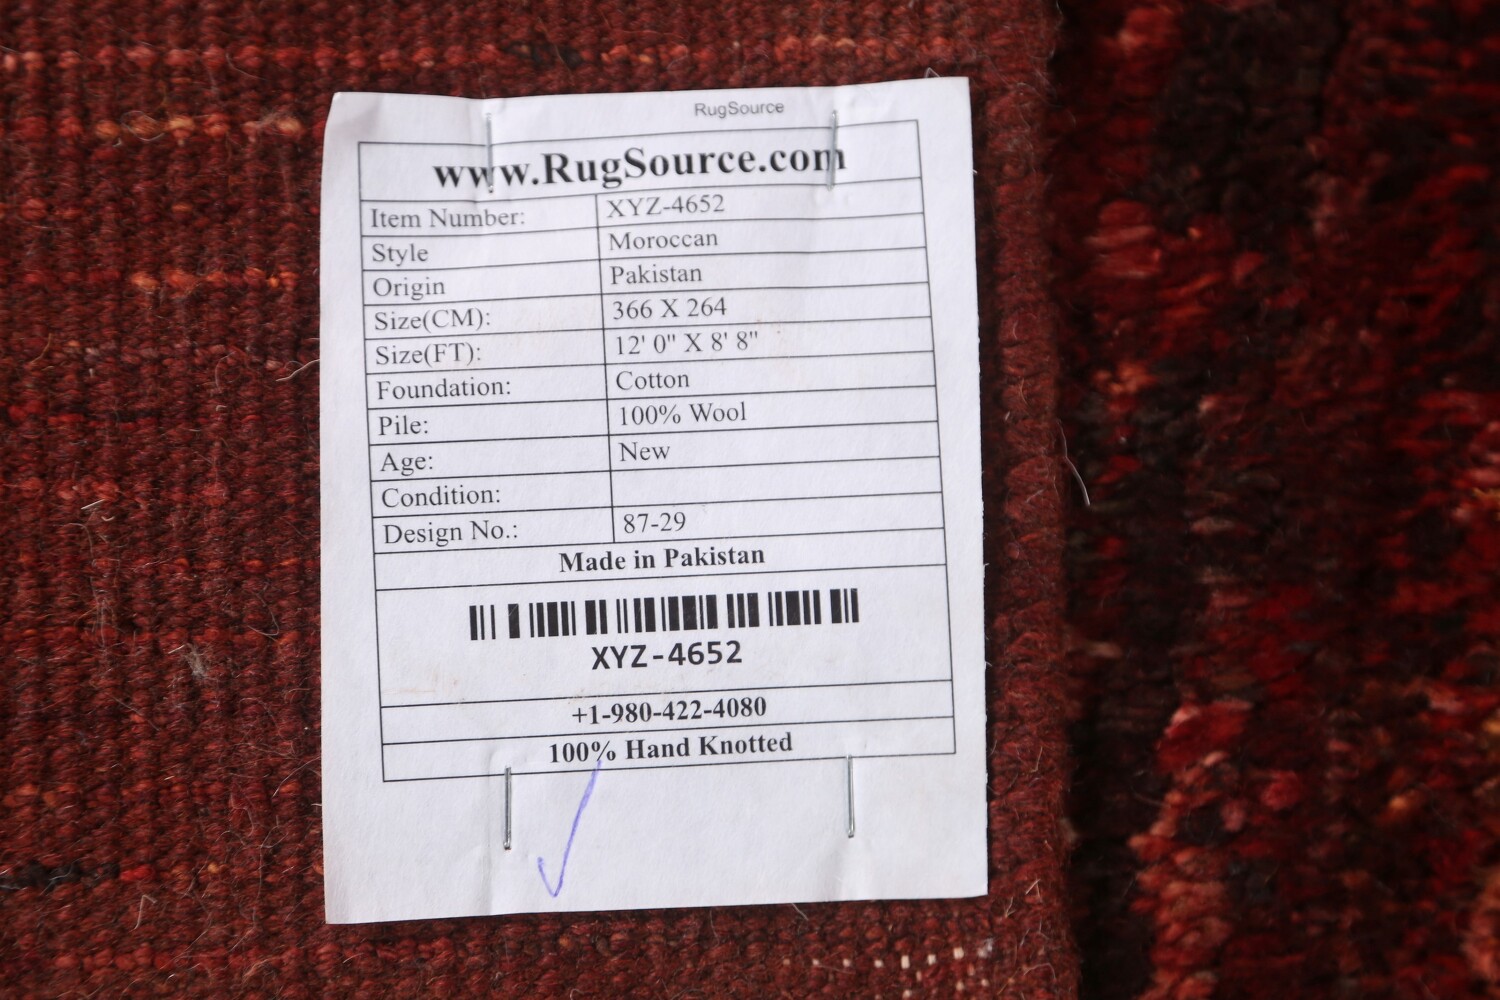 RugSource
www.RugSource.com
Item Number: XYZ-4652
Style Moroccan
Origin Pakistan
Size(CM): 366 X 264
Size(FT): 12' 0" X 8' 8"
Foundation: Cotton
Pile: 100% Wool
Age: New
Condition:
Design No.: 87-29
Made in Pakistan
XYZ-4652
+1-980-422-4080
100% Hand Knotted